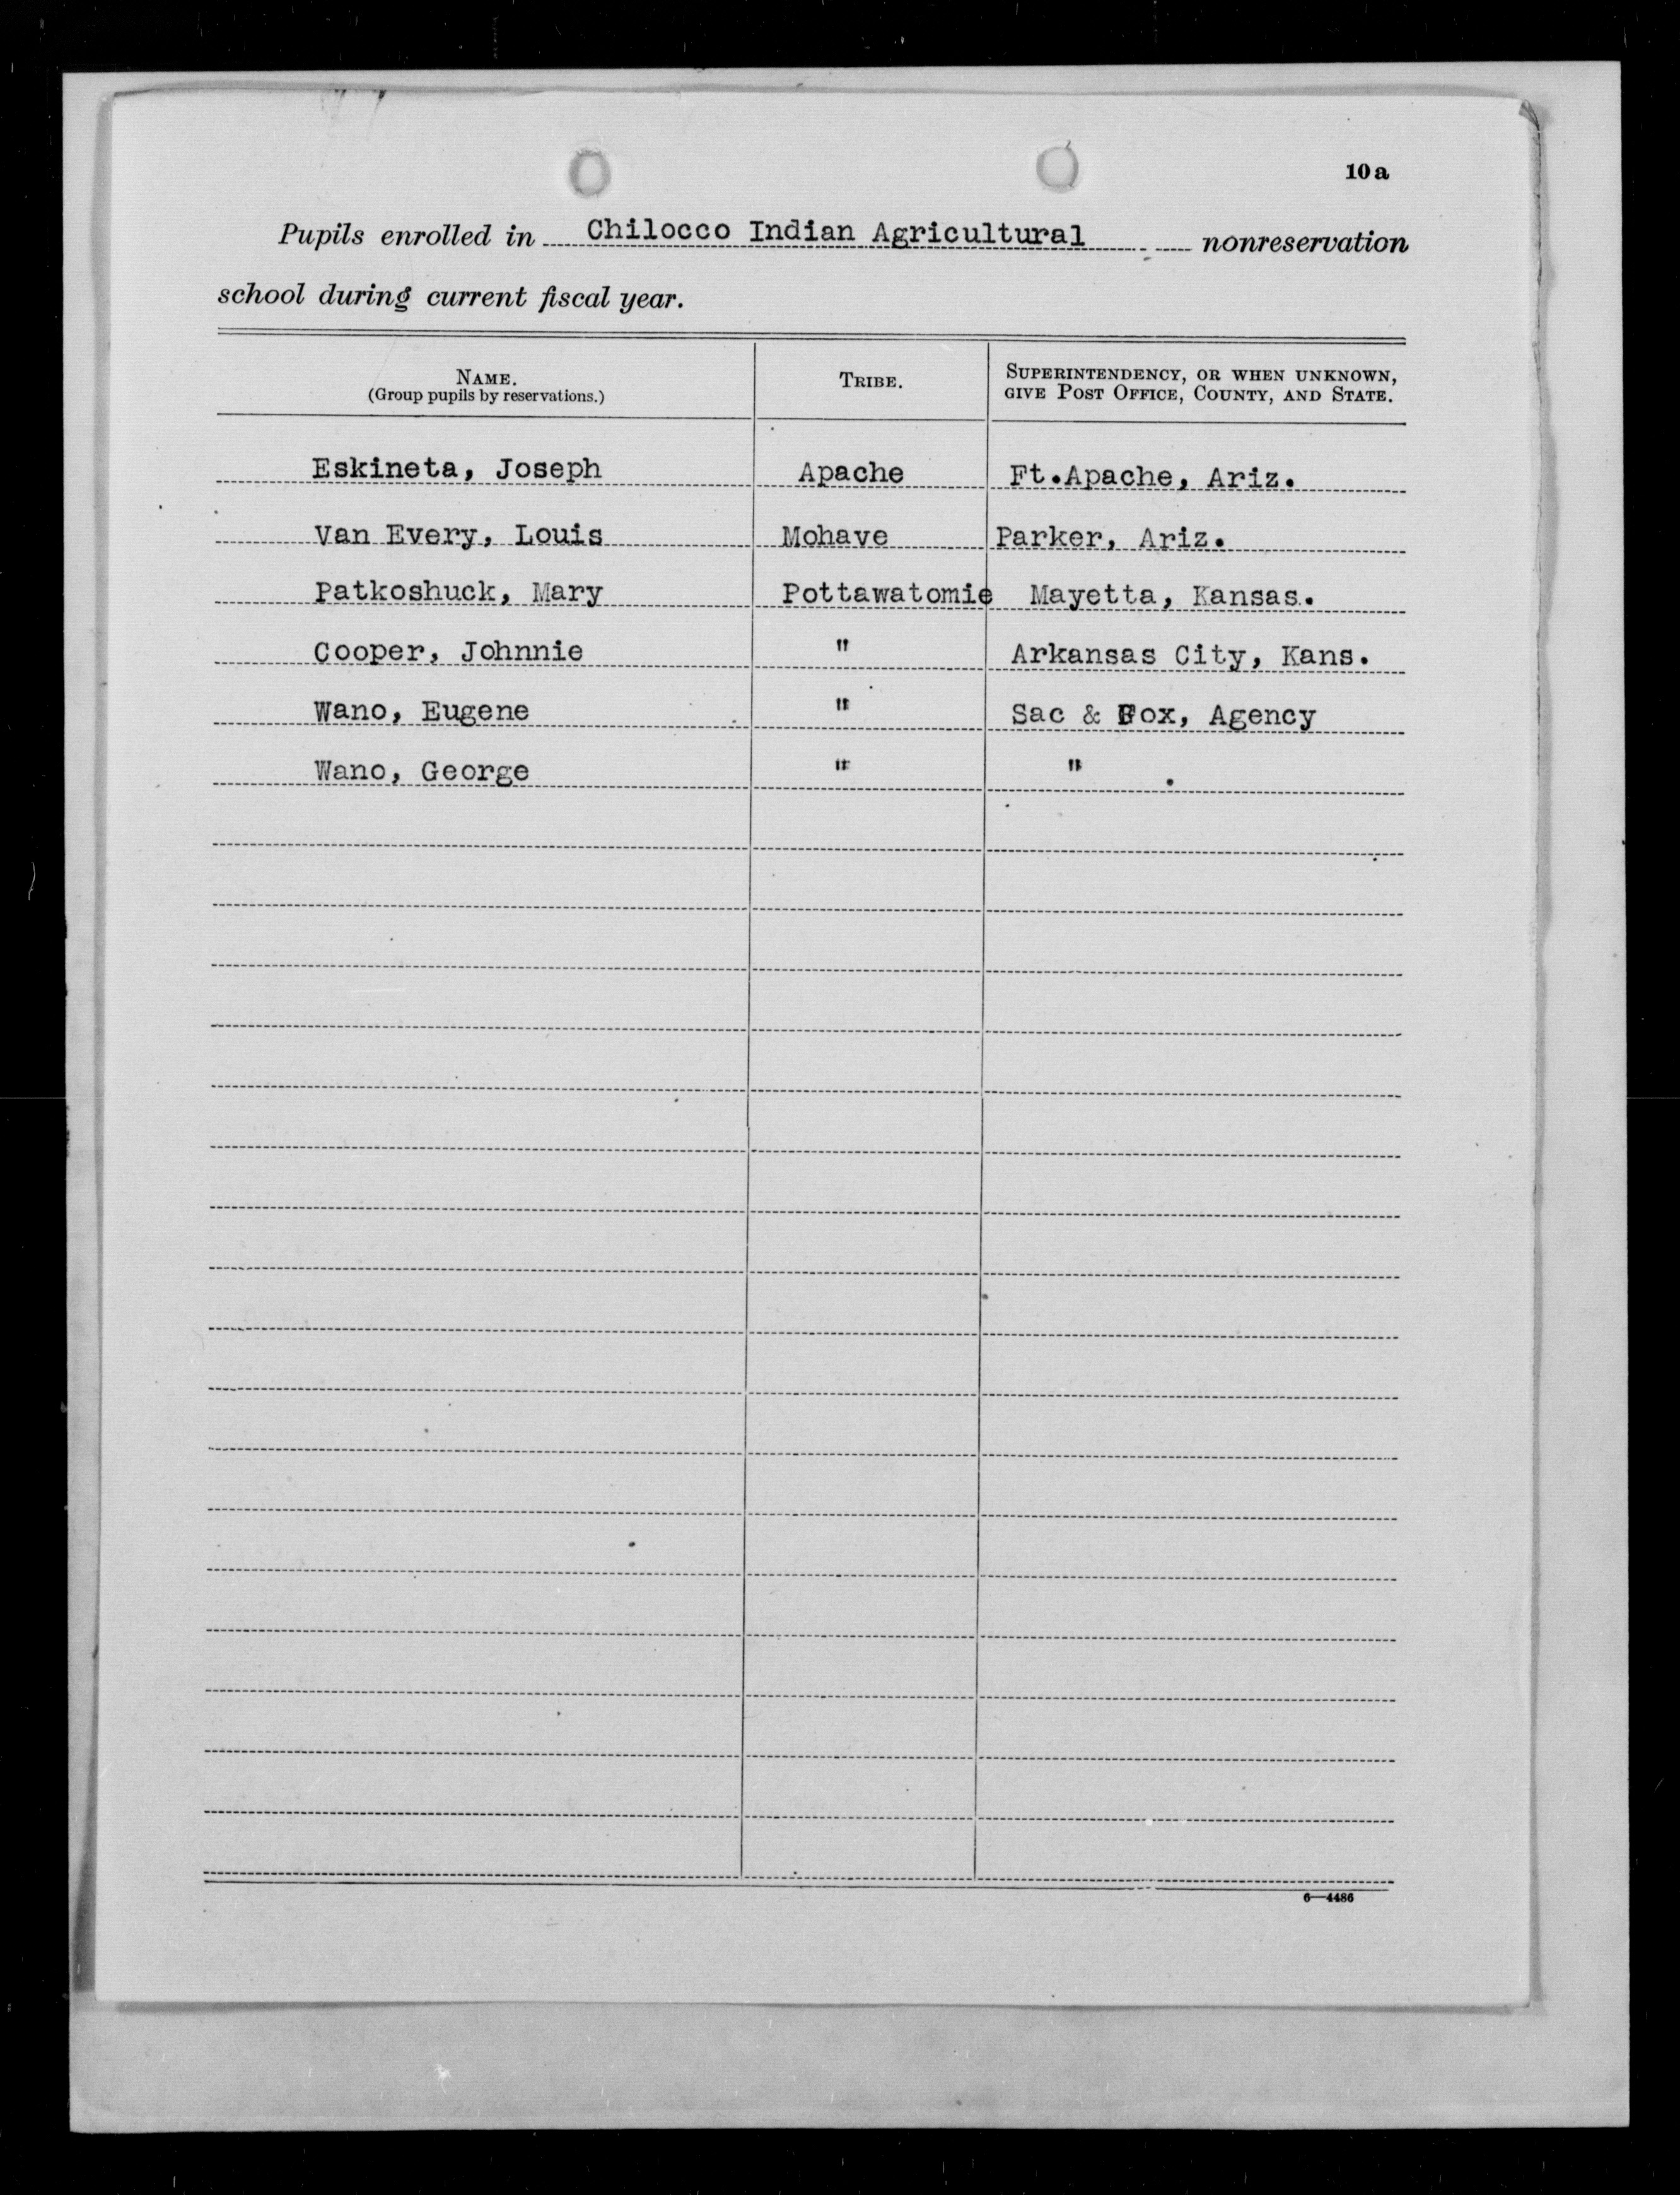 10a
Pupils enrolled in Chilocco Indian Agricultural nonreservation
school during current fiscal year.
NAME.
(Group pupils by reservations.)
TRIBE.
SUPERINTENDENCY, OR WHEN UNKNOWN,
GIVE POST OFFICE, COUNTY, AND STATE.
Eskineta, Joseph Apache Ft.Apache, Ariz.
Van Every, Louis Mohave Parker, Ariz.
Patkoshuck, Mary Pottawatomie Mayetta, Kansas.
Cooper, Johnnie " Arkansas City, Kans.
Wano, Eugene " Sac & Fox, Agency
Wano, George " " .
6—4486